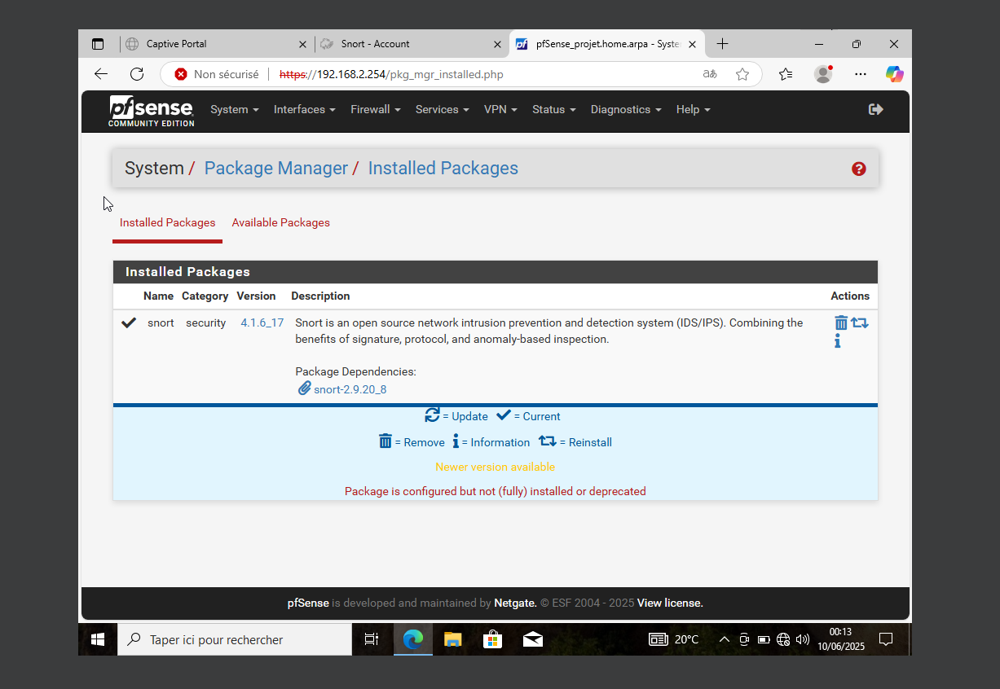 Captive Portal
Snort - Account
pfSense_projet.home.arpa - Syste
Non sécurisé
https://192.168.2.254/pkg_mgr_installed.php
aあ
pfsense
COMMUNITY EDITION
System Interfaces Firewall Services VPN Status Diagnostics Help
System / Package Manager / Installed Packages
Installed Packages Available Packages
Installed Packages
Name Category Version Description Actions
snort security 4.1.6_17 Snort is an open source network intrusion prevention and detection system (IDS/IPS). Combining the
benefits of signature, protocol, and anomaly-based inspection.
Package Dependencies:
snort-2.9.20_8
= Update = Current
= Remove = Information = Reinstall
Newer version available
Package is configured but not (fully) installed or deprecated
pfSense is developed and maintained by Netgate. © ESF 2004 - 2025 View license.
Taper ici pour rechercher
20°C
00:13
10/06/2025